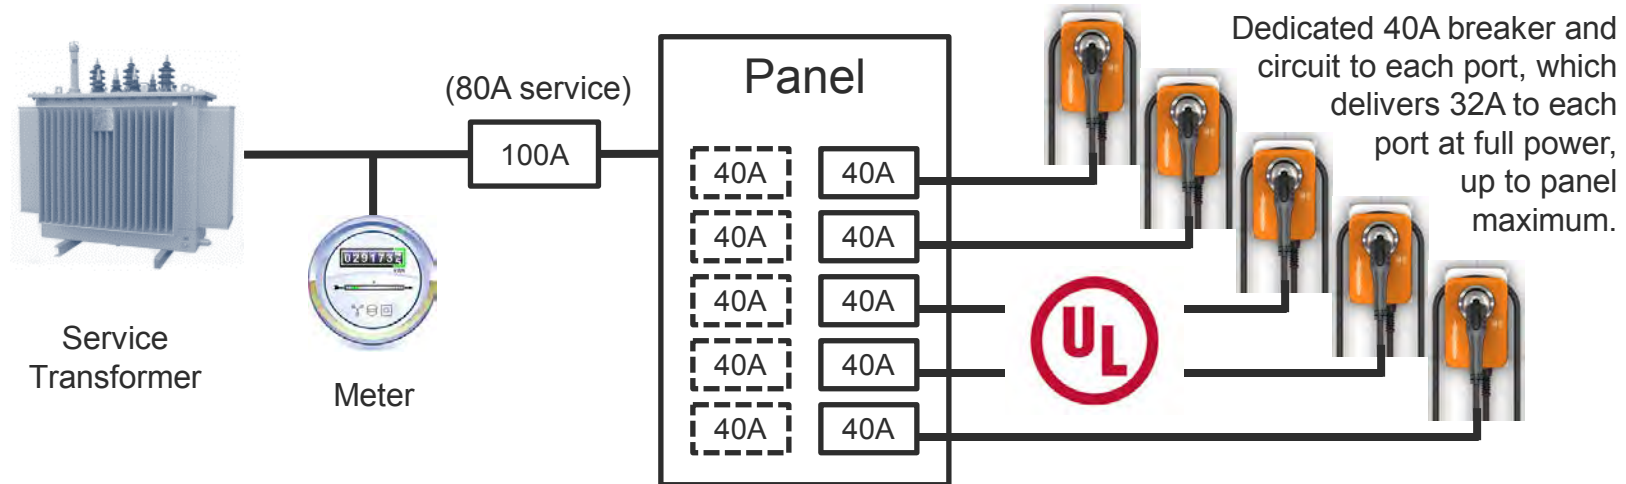 Dedicated 40A breaker and
circuit to each port, which
delivers 32A to each
port at full power,
up to panel
maximum.
Panel
(80A service)
100A
40A 40A
40A 40A
40A 40A
40A 40A
40A 40A
UL
Service
Transformer
Meter